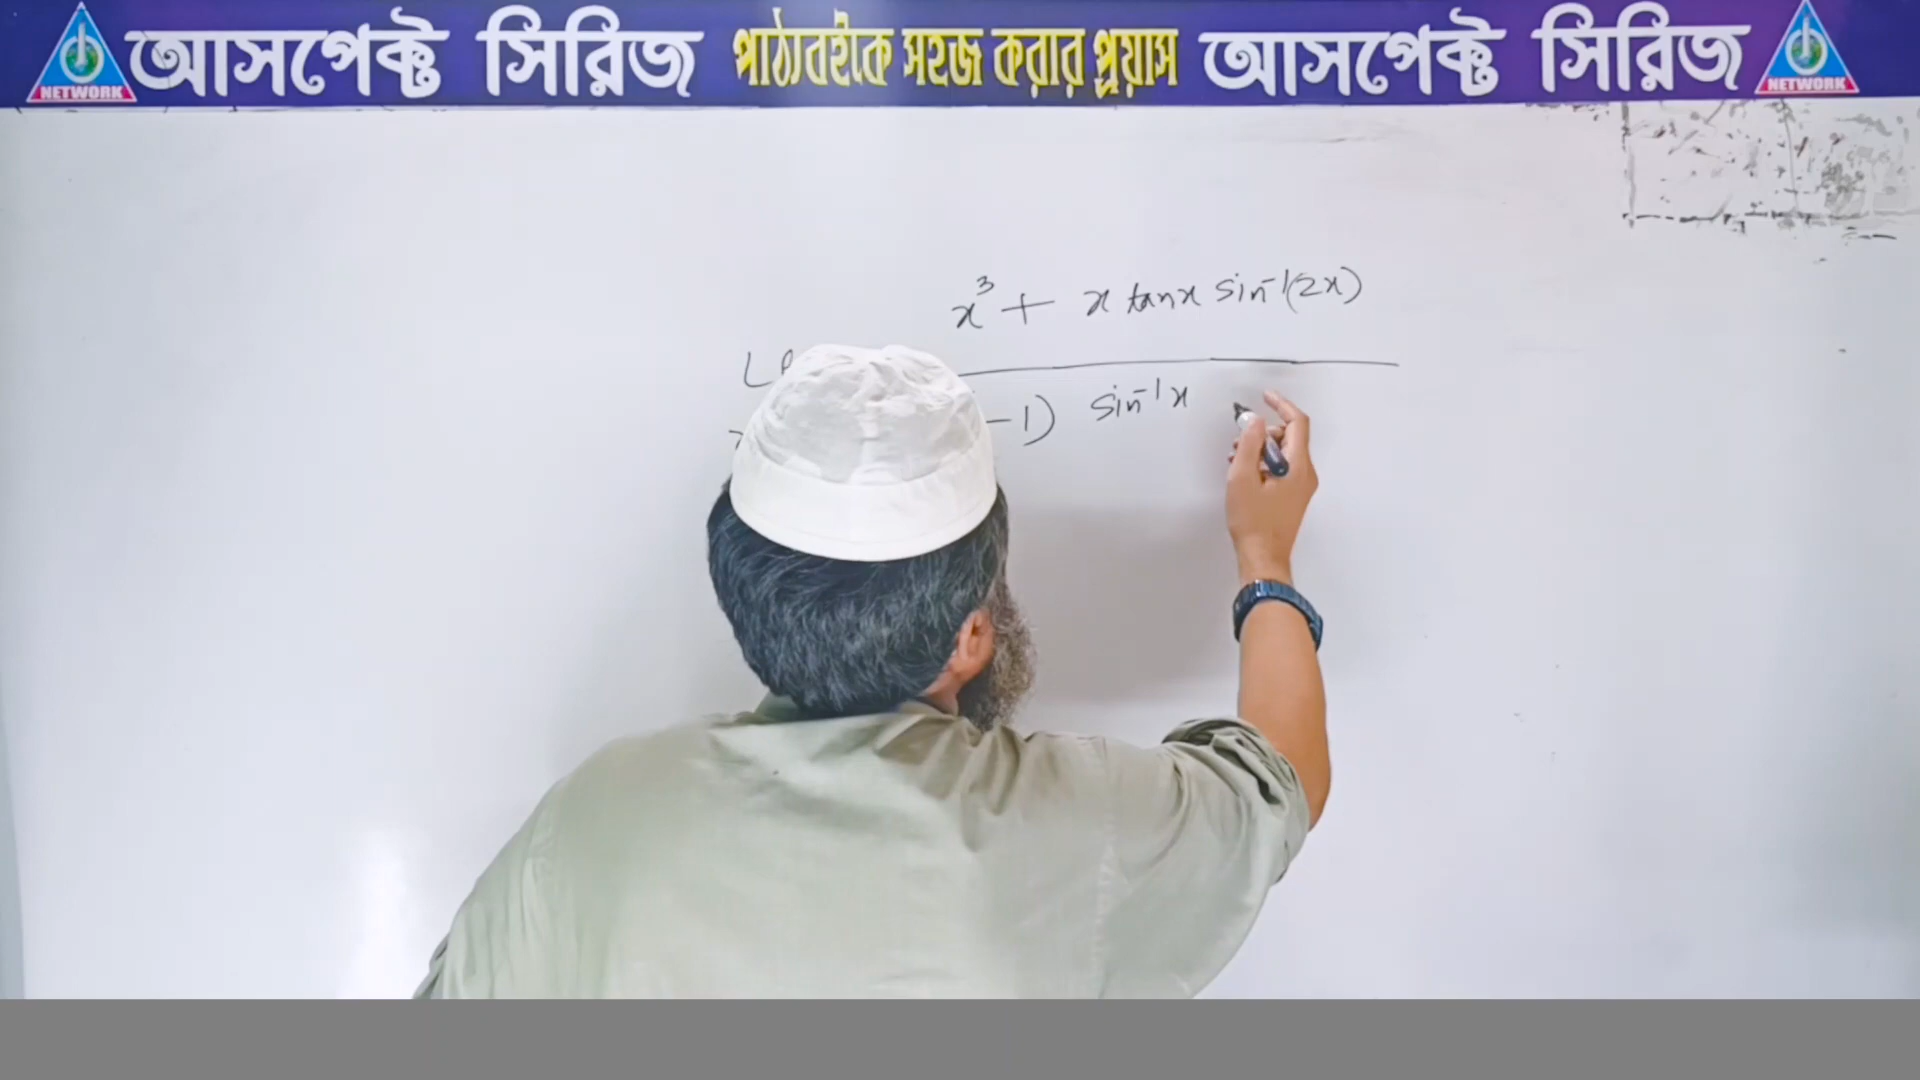 আসপেক্ট সিরিজ পাঠ্যবইকে সহজ করার প্রয়াস আসপেক্ট সিরিজ
NETWORK NETWORK
x³ + x tanx sin⁻¹(2x)
-1) sin⁻¹x